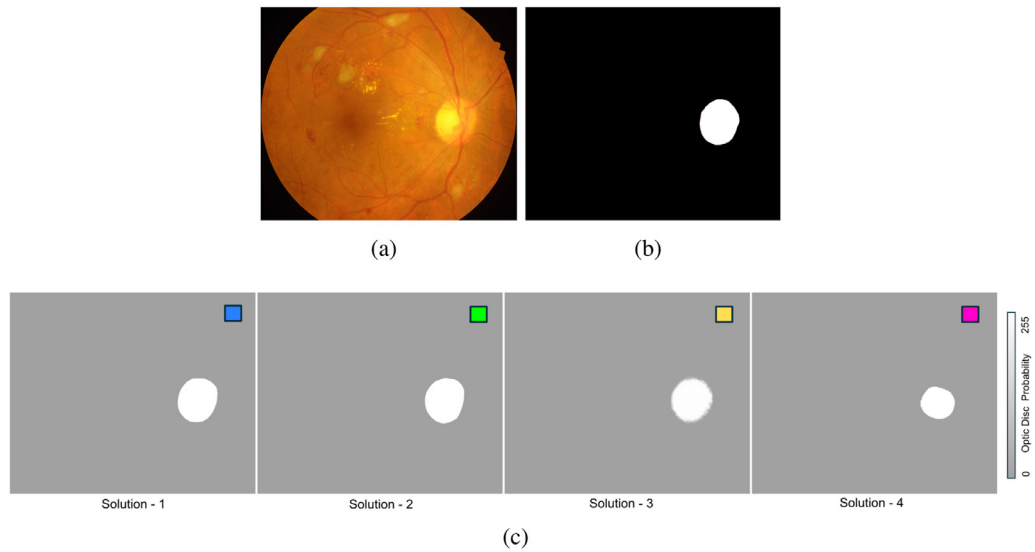 (a)
(b)
Solution - 1
Solution - 2
Solution - 3
Solution - 4
0 Optic Disc Probability 255
(c)